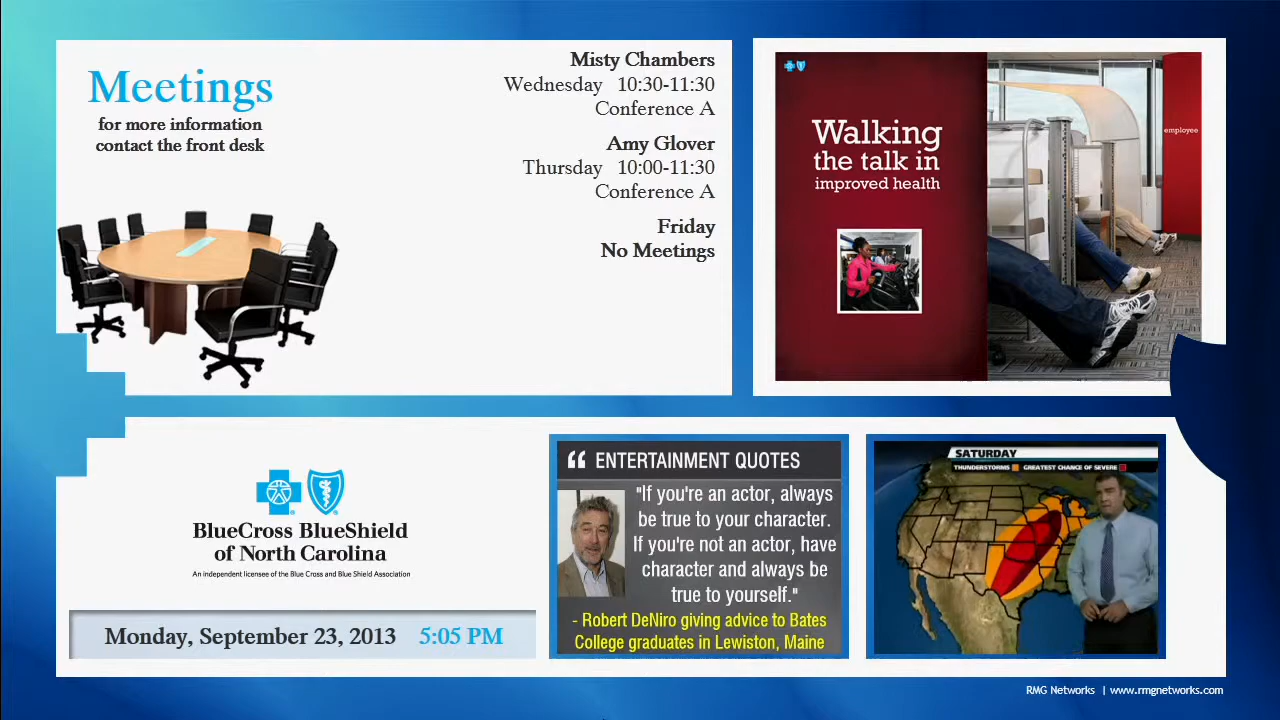 Meetings
for more information
contact the front desk
Misty Chambers
Wednesday 10:30-11:30
Conference A
Amy Glover
Thursday 10:00-11:30
Conference A
Friday
No Meetings
Walking
the talk in
improved health
employee
BlueCross BlueShield
of North Carolina
An independent licensee of the Blue Cross and Blue Shield Association
Monday, September 23, 2013 5:05 PM
“ ENTERTAINMENT QUOTES
"If you're an actor, always
be true to your character.
If you're not an actor, have
character and always be
true to yourself."
- Robert DeNiro giving advice to Bates
College graduates in Lewiston, Maine
SATURDAY
THUNDERSTORMS GREATEST CHANCE OF SEVERE
RMG Networks | www.rmgnetworks.com